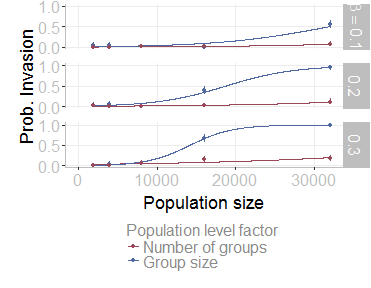 1.0
0.5
0.0
β = 0.1
1.0
0.5
0.0
0.2
1.0
0.5
0.0
0.3
Prob. Invasion
0 10000 20000 30000
Population size
Population level factor
Number of groups
Group size